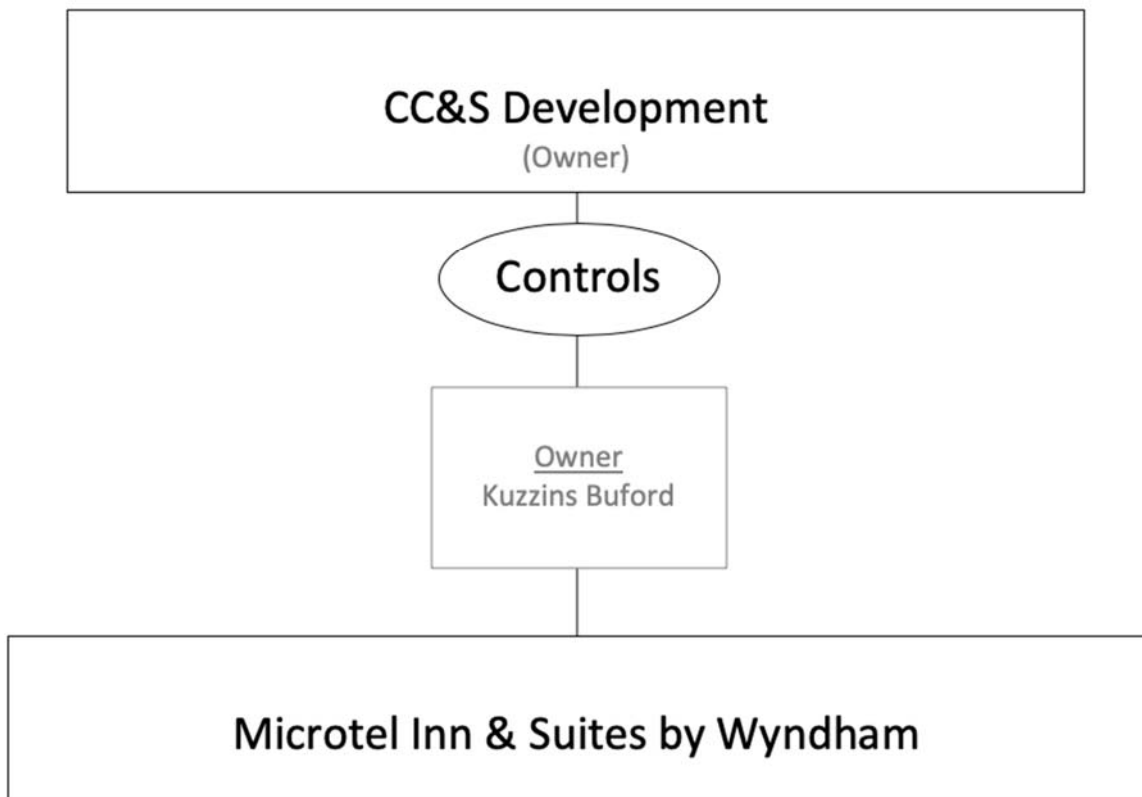 CC&S Development
(Owner)
Controls
Owner
Kuzzins Buford
Microtel Inn & Suites by Wyndham